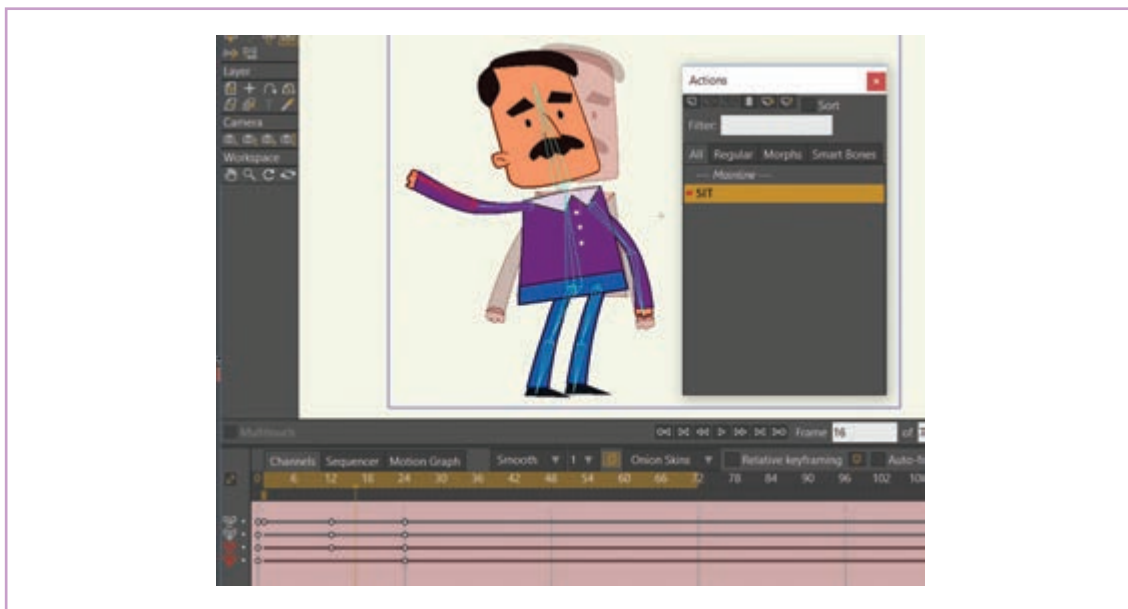 Layer
Camera
Workspace
Actions
Sort
Filter:
All Regular Morphs Smart Bones
--- Mainline ---
SIT
Multitouch
Frame 16 of
Channels Sequencer Motion Graph Smooth 1 Onion Skins Relative keyframing
0 6 12 18 24 30 36 42 48 54 60 66 72 78 84 90 96 102